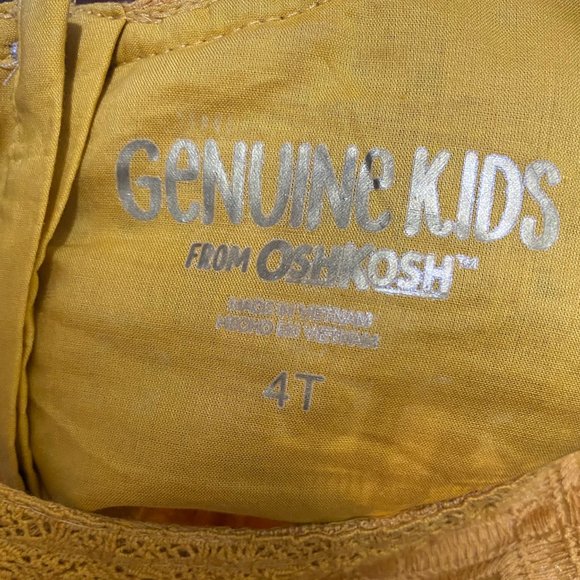 GENUINE KIDS
FROM OSHKOSH™
MADE IN VIETNAM
HECHO EN VIETNAM
4T